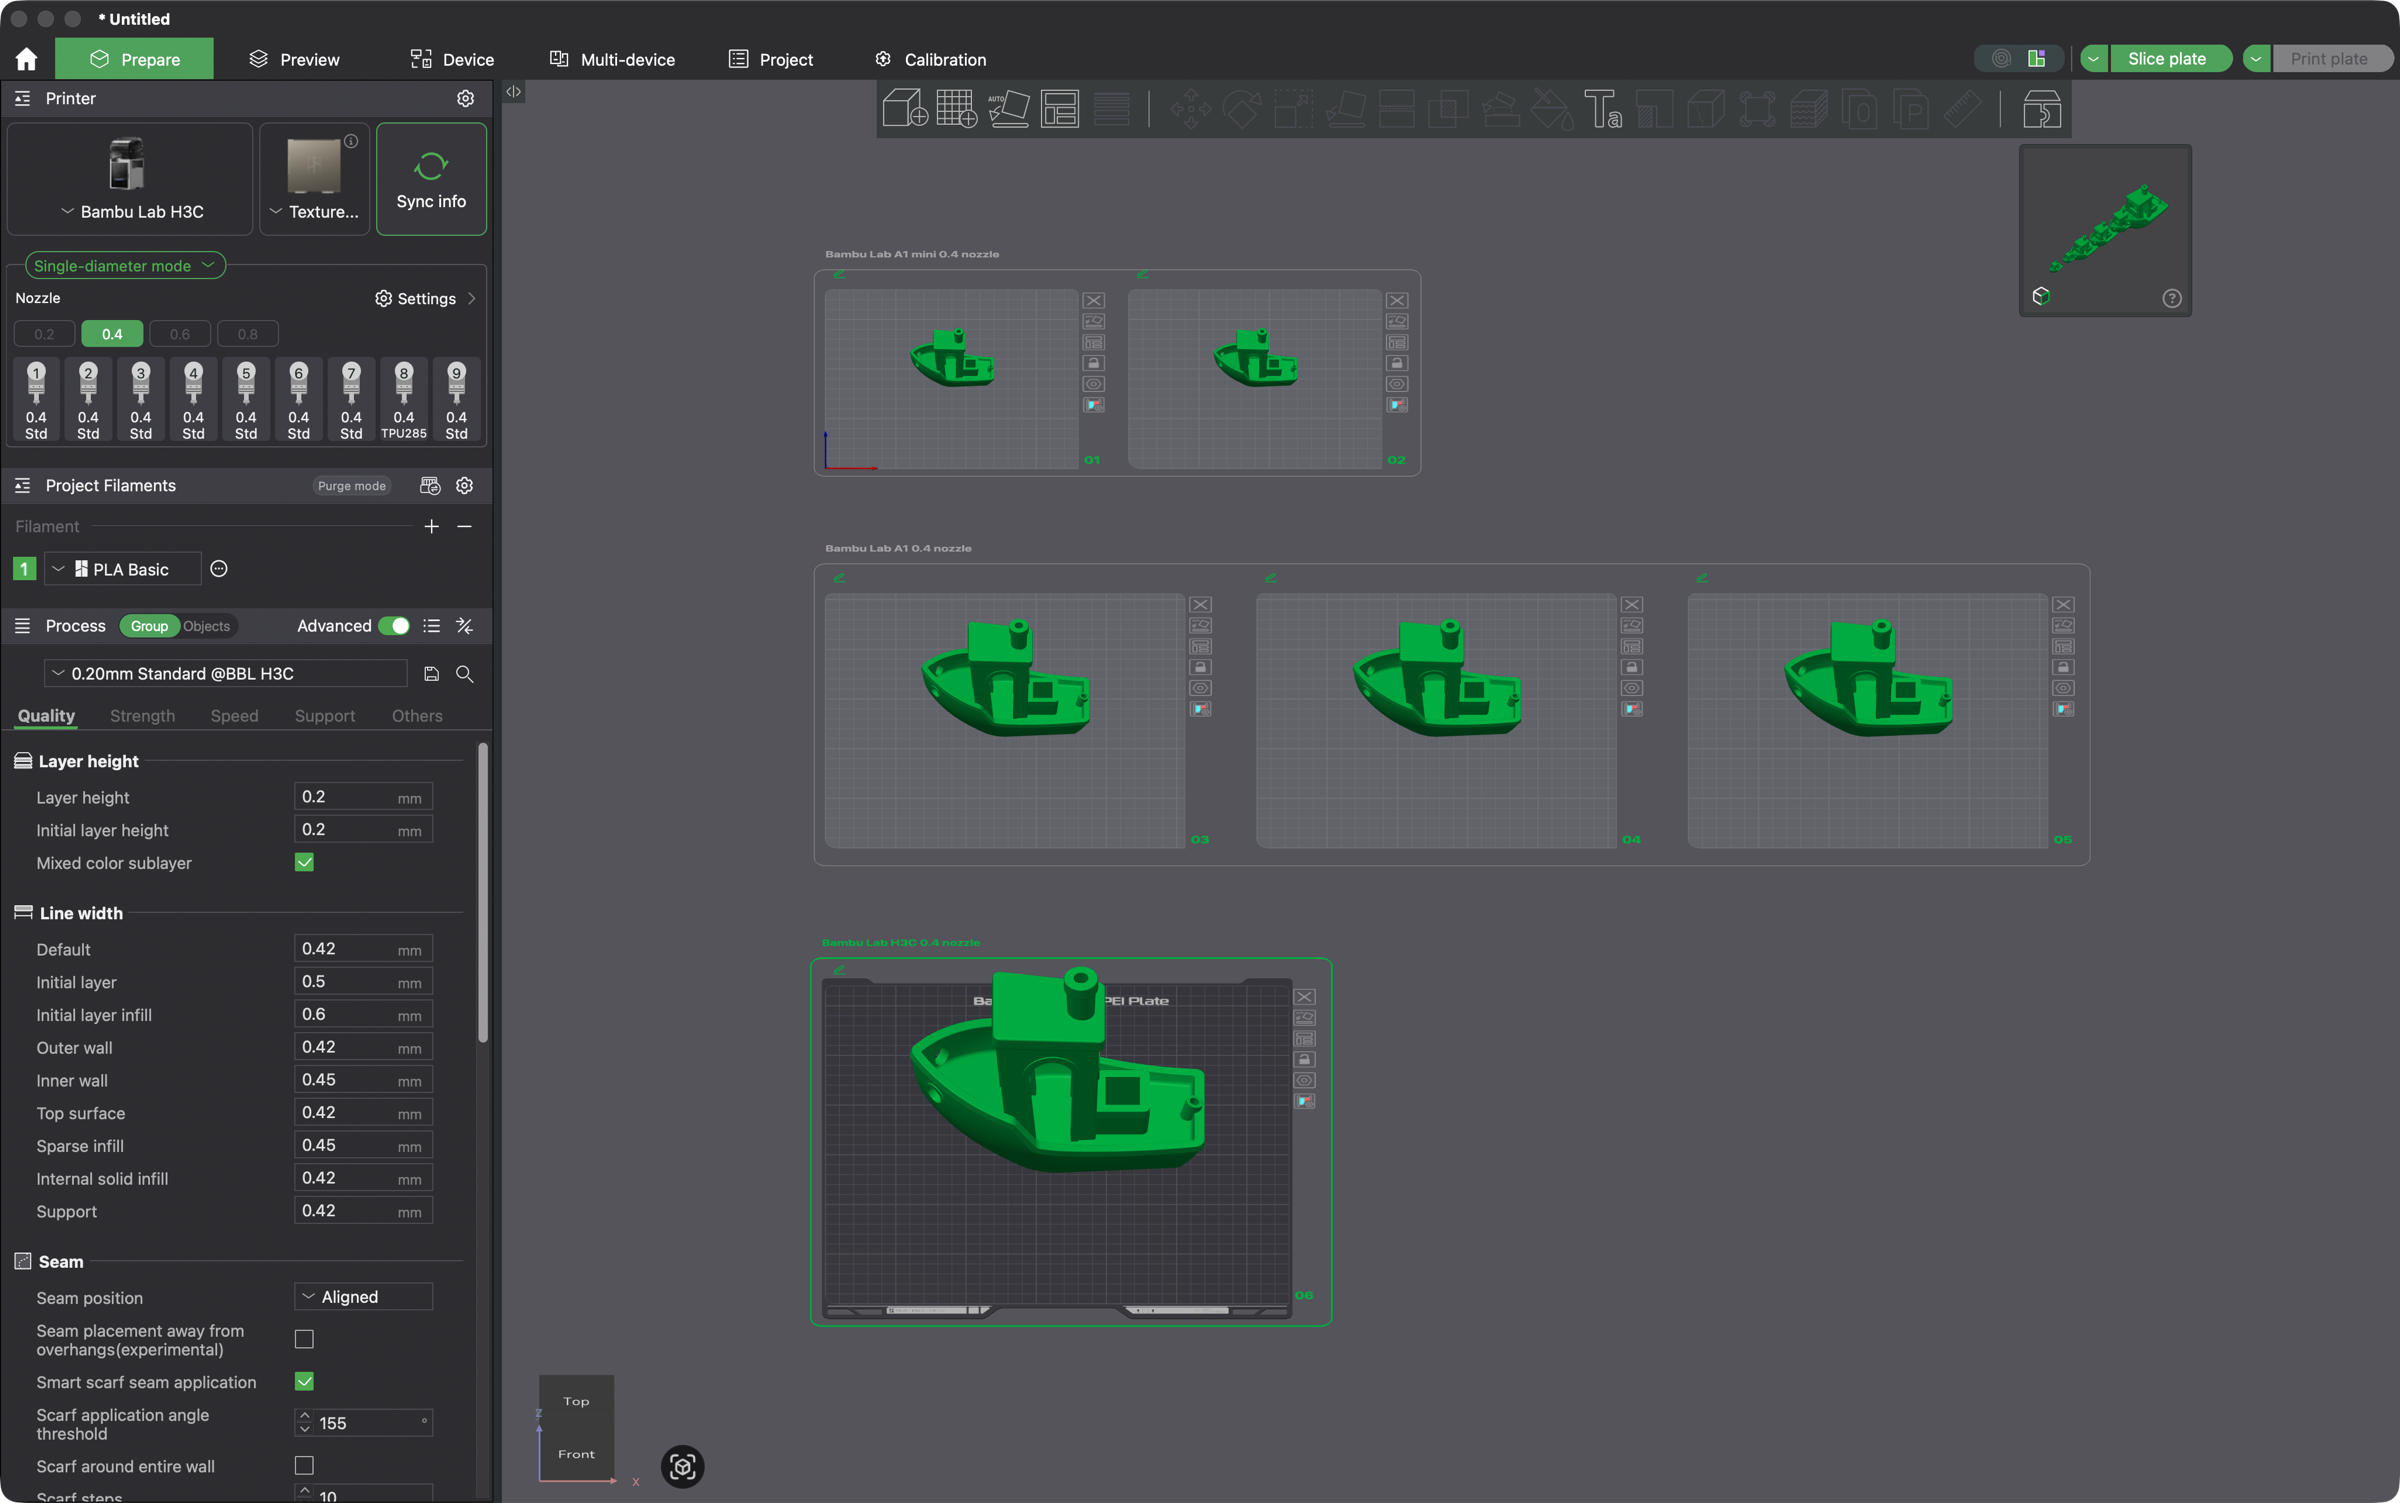 * Untitled
Prepare
Preview
Device
Multi-device
Project
Calibration
Slice plate
Print plate
Printer
Bambu Lab H3C
Texture...
Sync info
Single-diameter mode
Nozzle
Settings
0.2 0.4 0.6 0.8
1 2 3 4 5 6 7 8 9
0.4 0.4 0.4 0.4 0.4 0.4 0.4 0.4 0.4
Std Std Std Std Std Std Std TPU285 Std
Project Filaments
Purge mode
Filament
1 PLA Basic
Process Group Objects Advanced
0.20mm Standard @BBL H3C
Quality Strength Speed Support Others
Layer height
Layer height 0.2 mm
Initial layer height 0.2 mm
Mixed color sublayer
Line width
Default 0.42 mm
Initial layer 0.5 mm
Initial layer infill 0.6 mm
Outer wall 0.42 mm
Inner wall 0.45 mm
Top surface 0.42 mm
Sparse infill 0.45 mm
Internal solid infill 0.42 mm
Support 0.42 mm
Seam
Seam position Aligned
Seam placement away from
overhangs(experimental)
Smart scarf seam application
Scarf application angle
threshold
155 °
Scarf around entire wall
Scarf steps 10
AUTO
Ta
Bambu Lab A1 mini 0.4 nozzle
01
02
Bambu Lab A1 0.4 nozzle
03
04
05
Bambu Lab H3C 0.4 nozzle
PEI Plate
06
Top
Front
Z
X